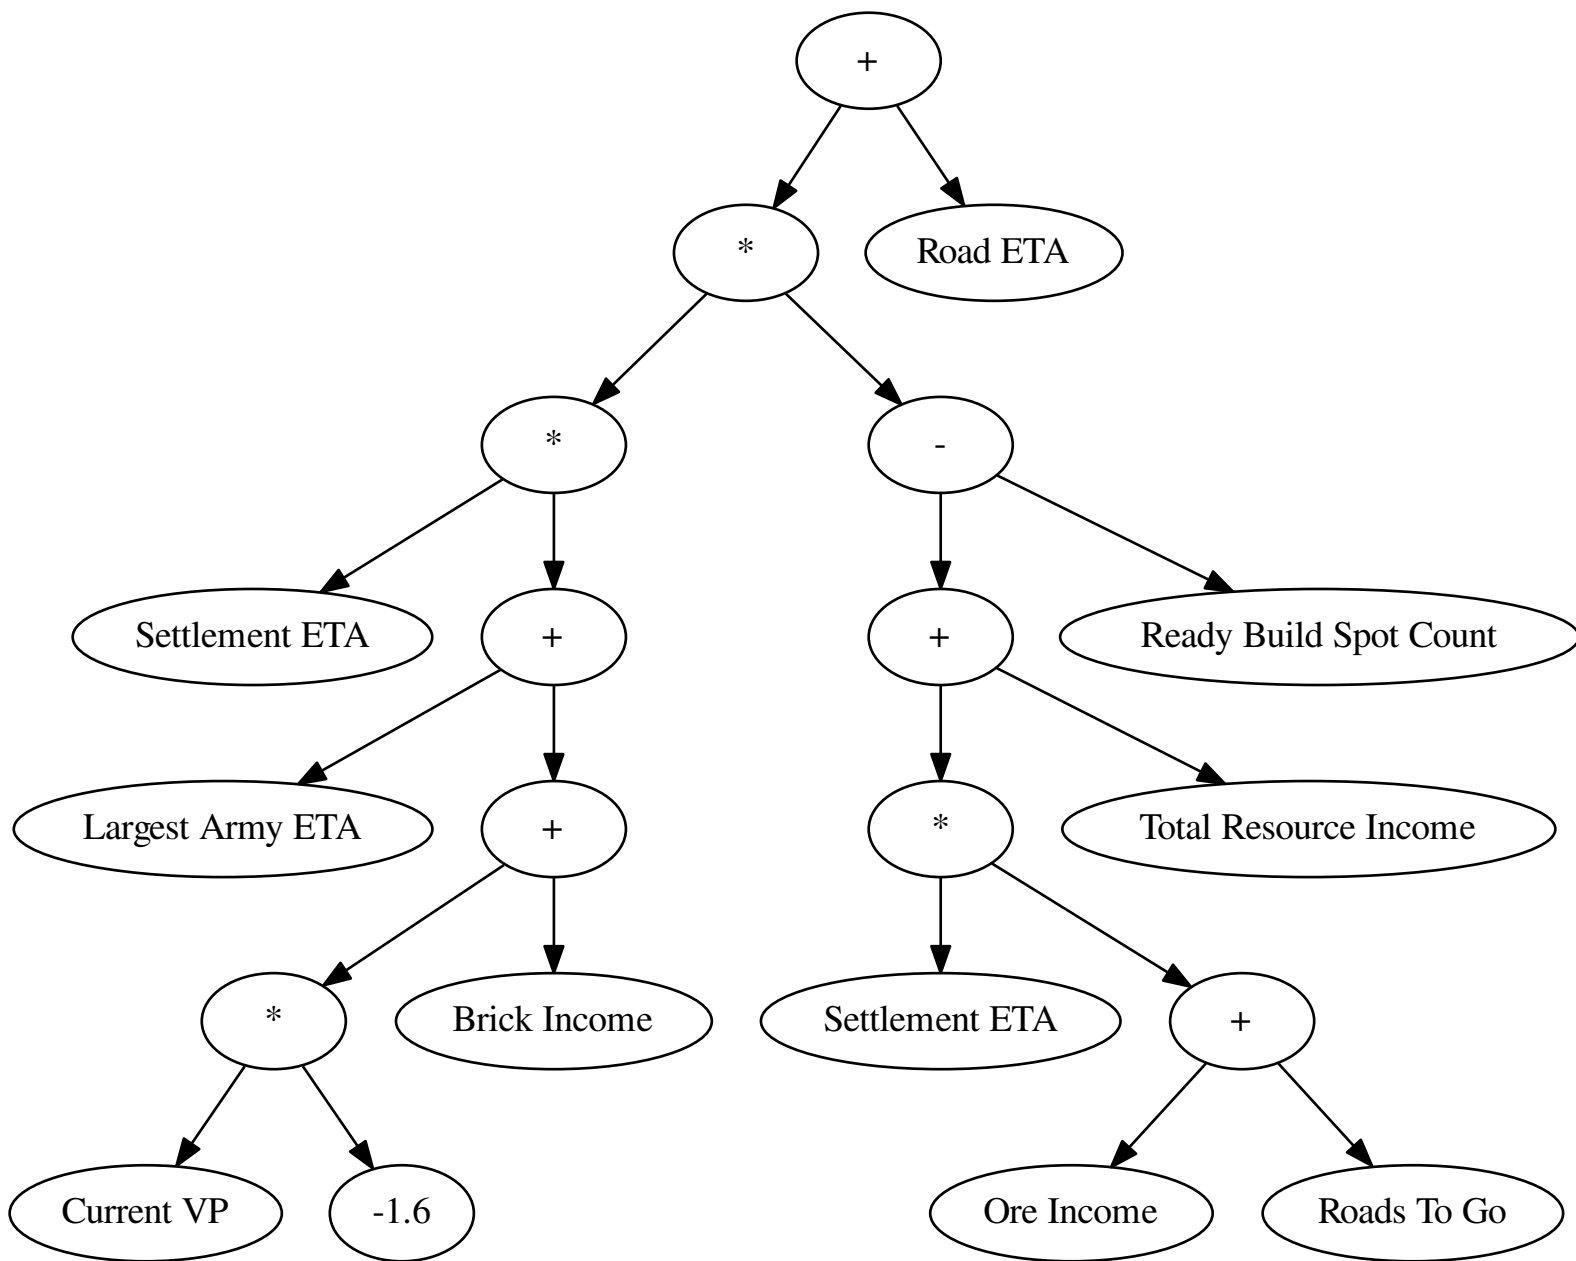 +
*
Road ETA
*
-
Settlement ETA
+
+
Ready Build Spot Count
Largest Army ETA
+
*
Total Resource Income
*
Brick Income
Settlement ETA
+
Current VP
-1.6
Ore Income
Roads To Go